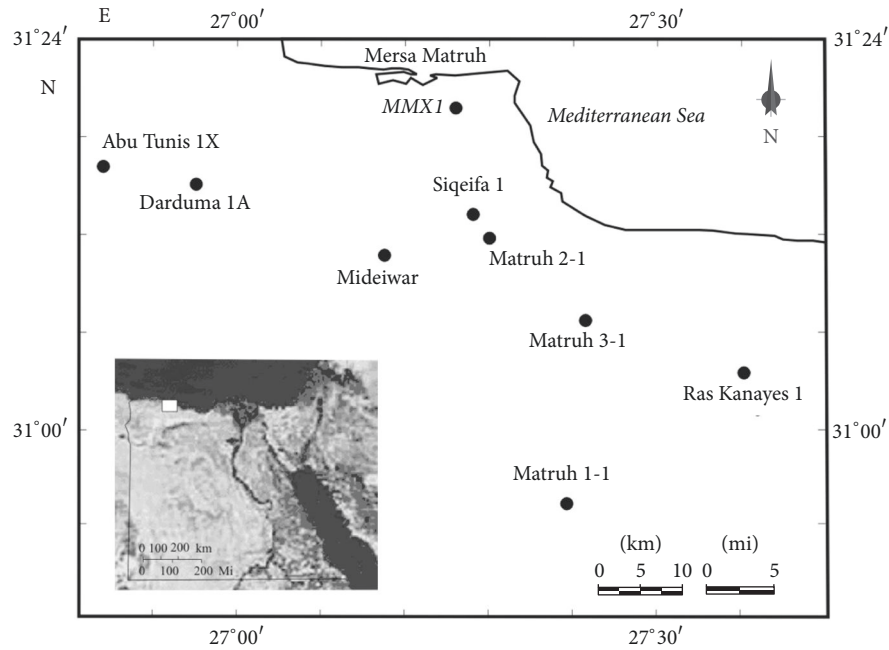 E
27°00′ 27°30′
31°24′ 31°24′
N
Mersa Matruh
MMX1
Mediterranean Sea
N
Abu Tunis 1X
Darduma 1A
Siqeifa 1
Matruh 2-1
Mideiwar
Matruh 3-1
Ras Kanayes 1
31°00′ 31°00′
Matruh 1-1
(km) (mi)
0 5 10 0 5
0 100 200 km
0 100 200 Mi
27°00′ 27°30′